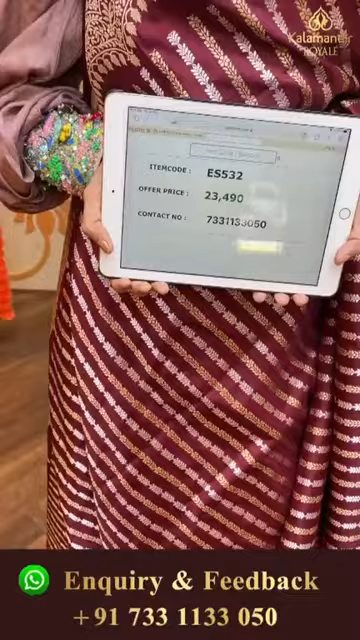 Kalamandir
ROYALE
ITEMCODE : ES532
OFFER PRICE : 23,490
CONTACT NO : 7331133050
Enquiry & Feedback
+91 733 1133 050